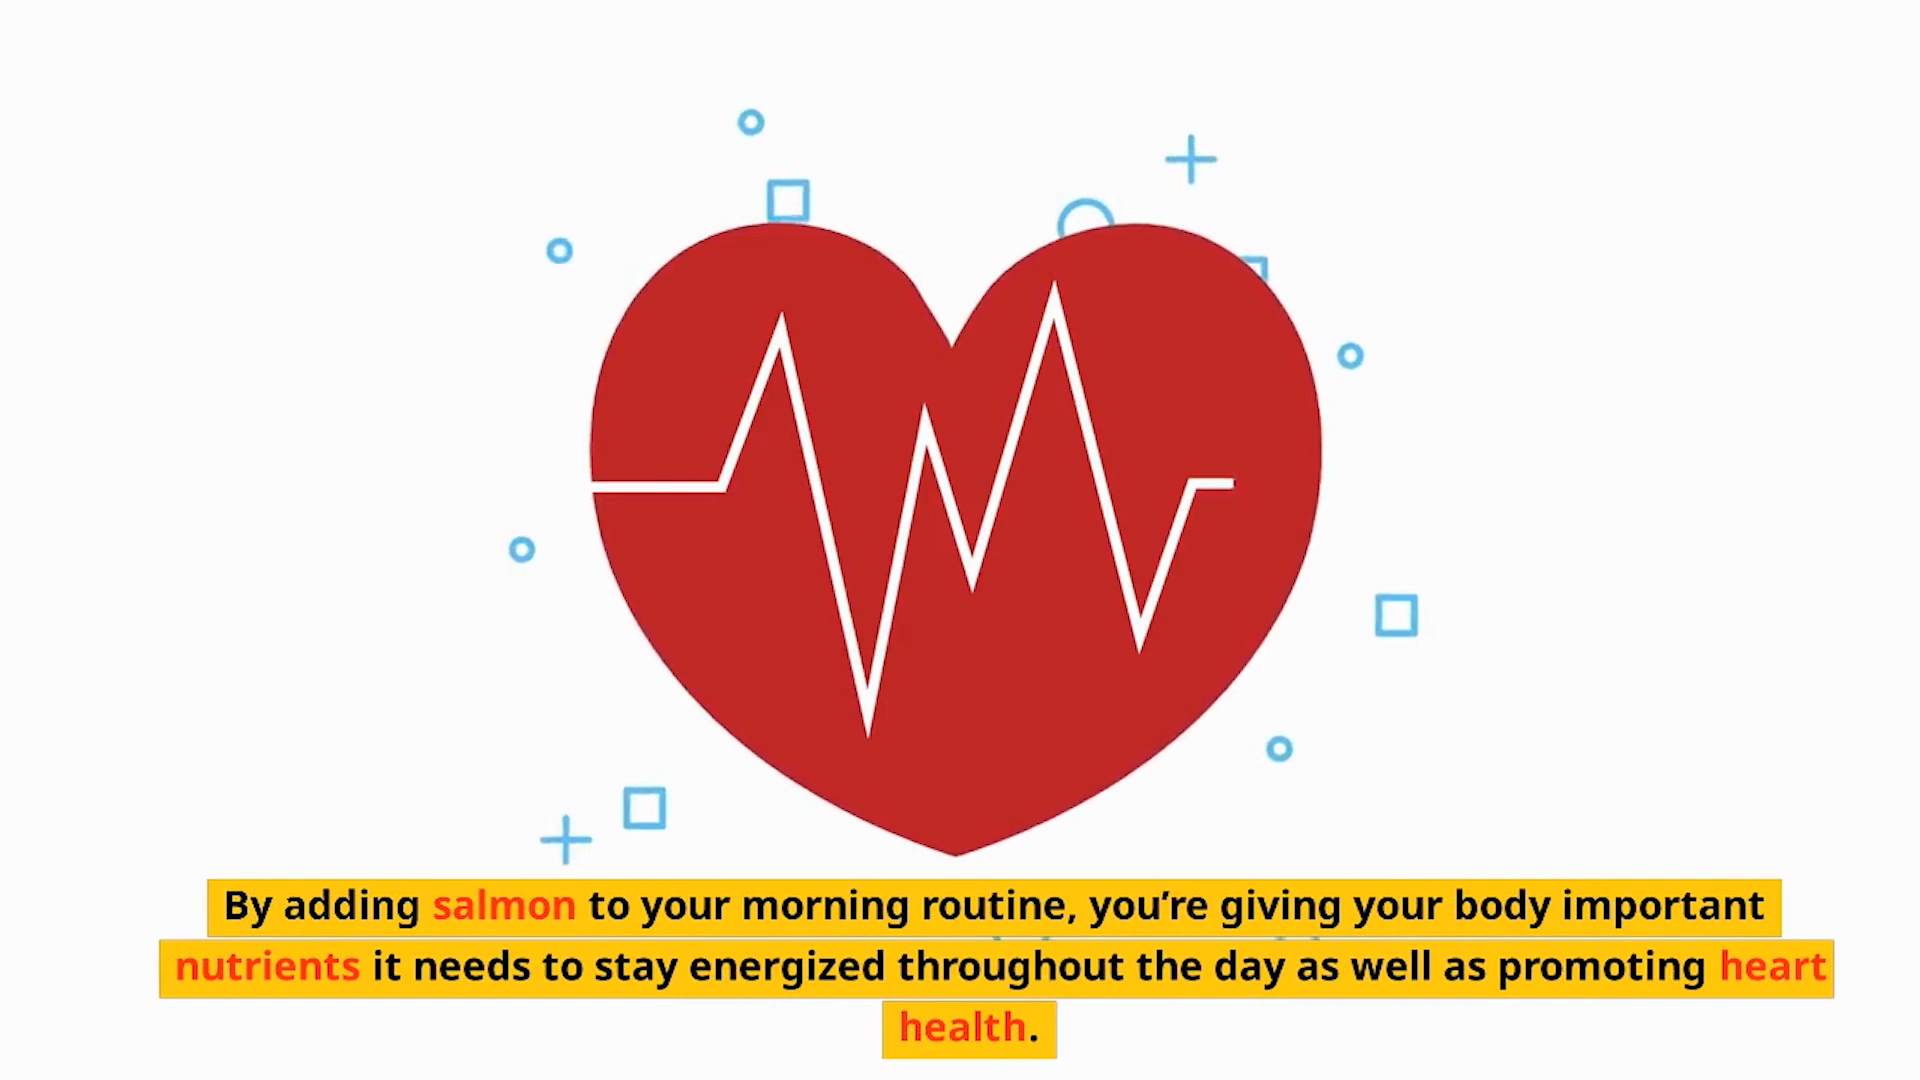 By adding salmon to your morning routine, you’re giving your body important
nutrients it needs to stay energized throughout the day as well as promoting heart
health.